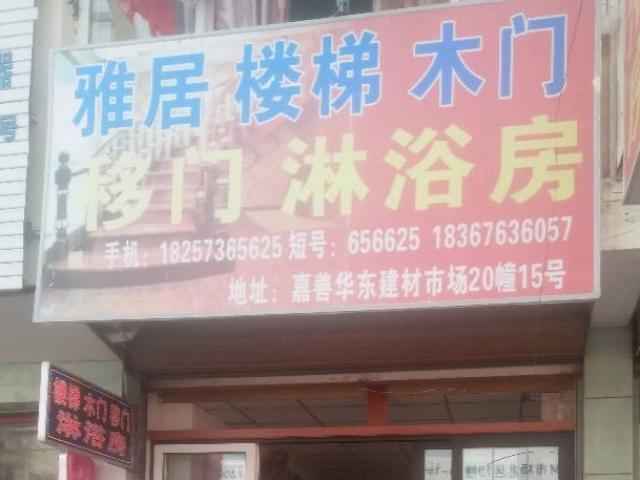 雅居 楼梯 木门
移门 淋浴房
手机：18257365625 短号：656625 18367636057
地址：嘉善华东建材市场20幢15号
楼梯 木门 移门
淋浴房
器
号